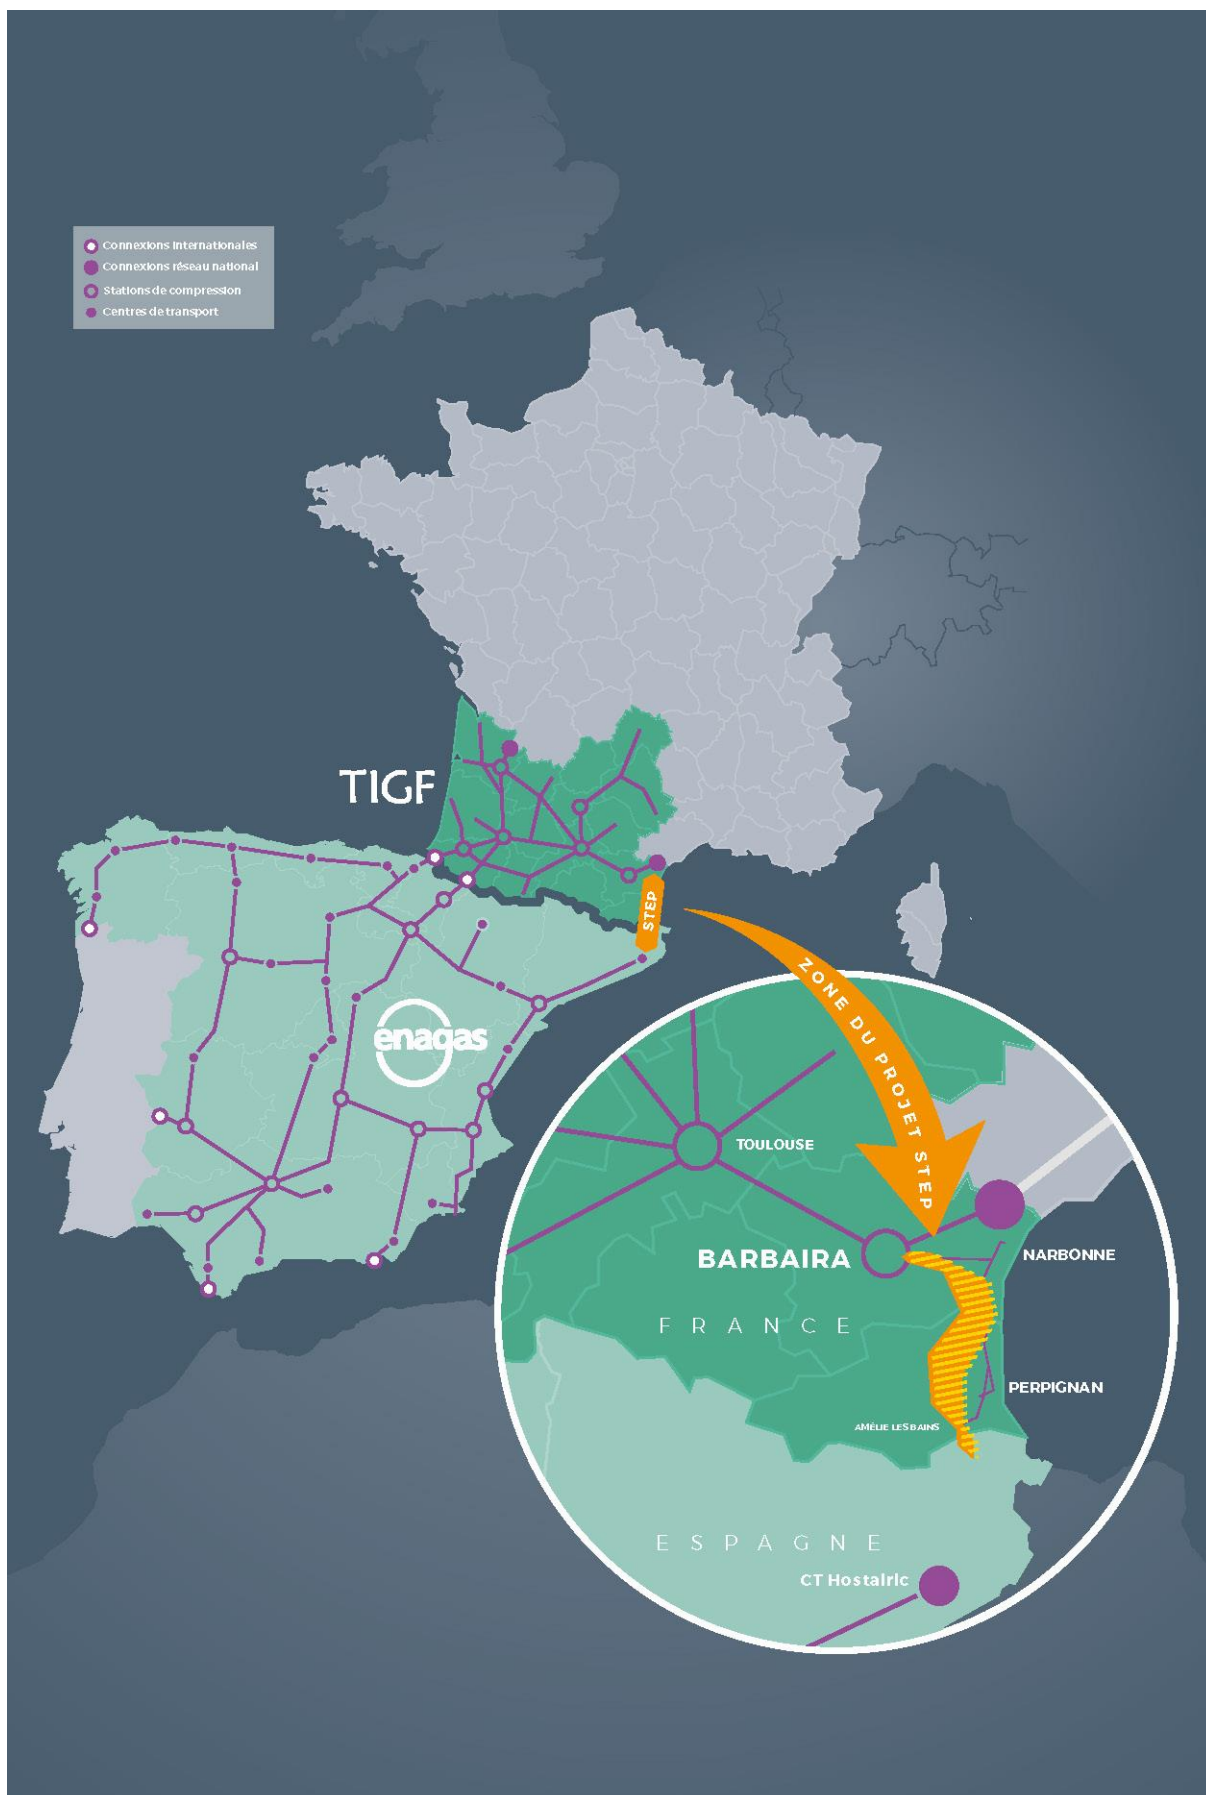 Connexions internationales
Connexions réseau national
Stations de compression
Centres de transport
TIGF
STEP
enagas
ZONE DU PROJET STEP
TOULOUSE
BARBAIRA
NARBONNE
FRANCE
PERPIGNAN
AMÉLIE LES BAINS
ESPAGNE
CT Hostalric